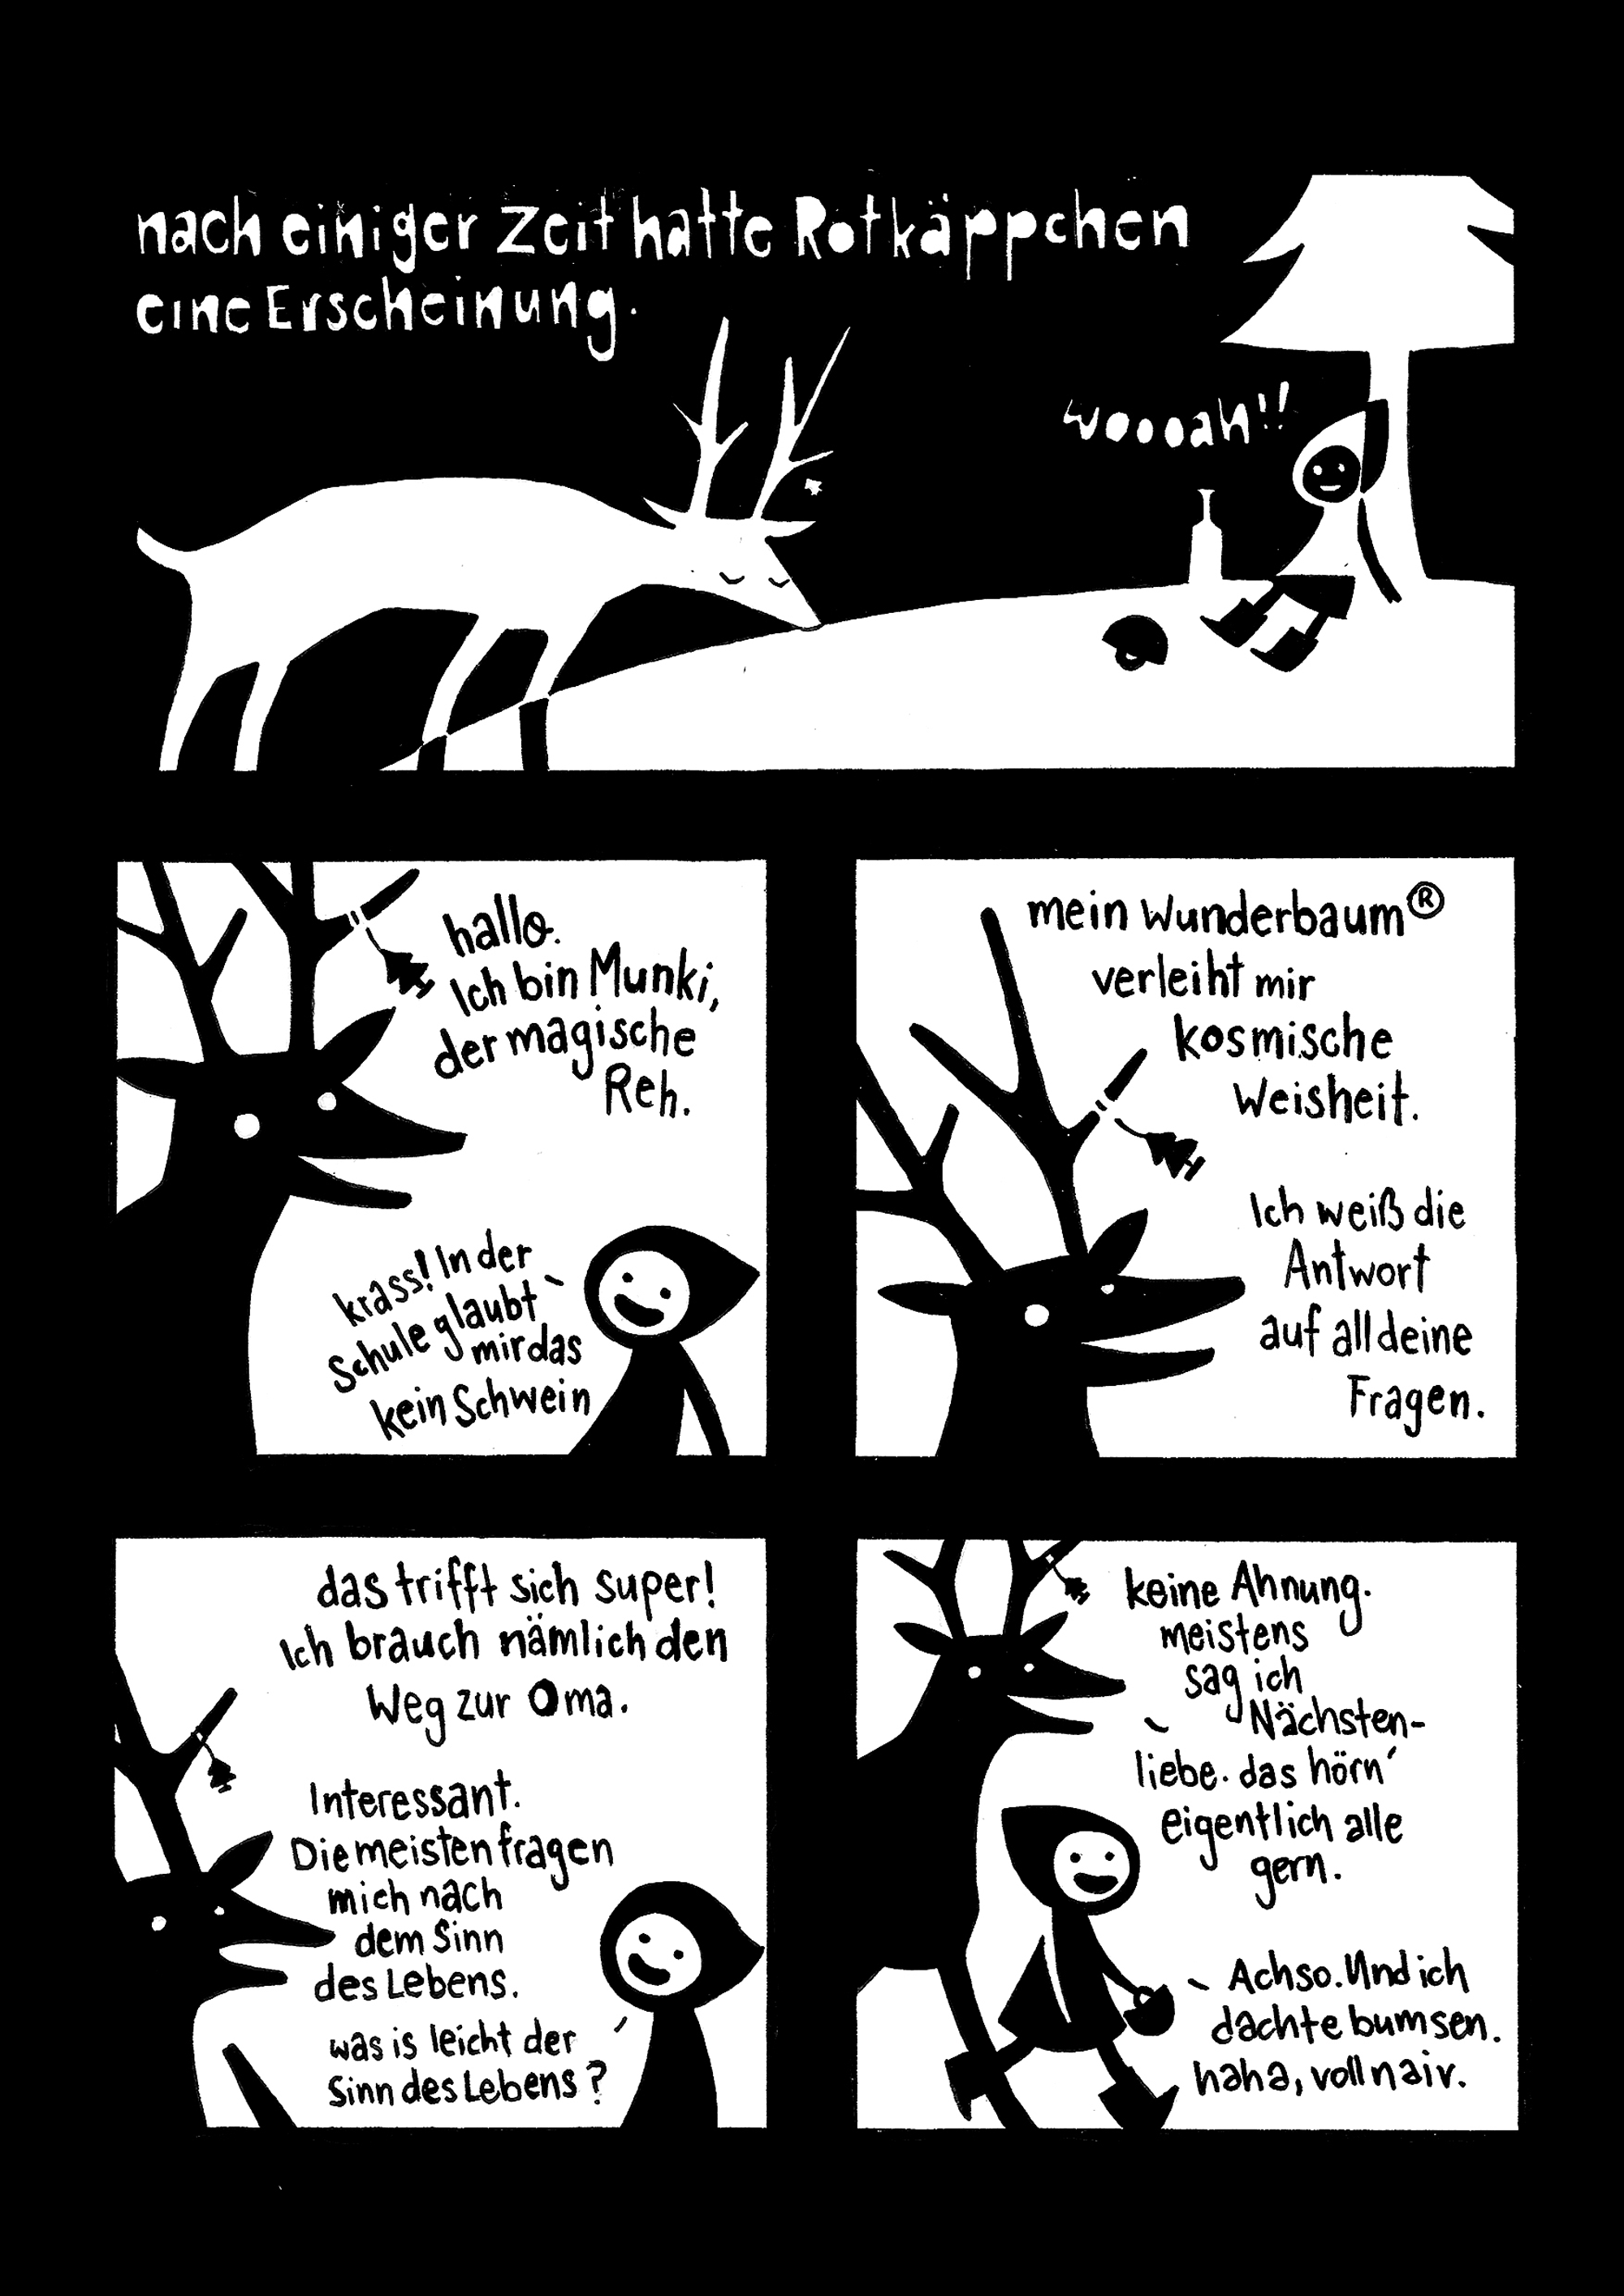 nach einiger Zeit hatte Rotkäppchen
eine Erscheinung.
woooah!!
hallo.
Ich bin Munki,
der magische
Reh.
krass! In der
Schule glaubt
mir das
kein Schwein
mein Wunderbaum®
verleiht mir
kosmische
Weisheit.
Ich weiß die
Antwort
auf all deine
Fragen.
das trifft sich super!
Ich brauch nämlich den
Weg zur Oma.
Interessant.
Die meisten fragen
mich nach
dem Sinn
des Lebens.
was is leicht der
Sinn des Lebens?
keine Ahnung.
meistens
sag ich
Nächsten-
liebe. das hörn'
eigentlich alle
gern.
Achso. Und ich
dachte bumsen.
haha, voll naiv.